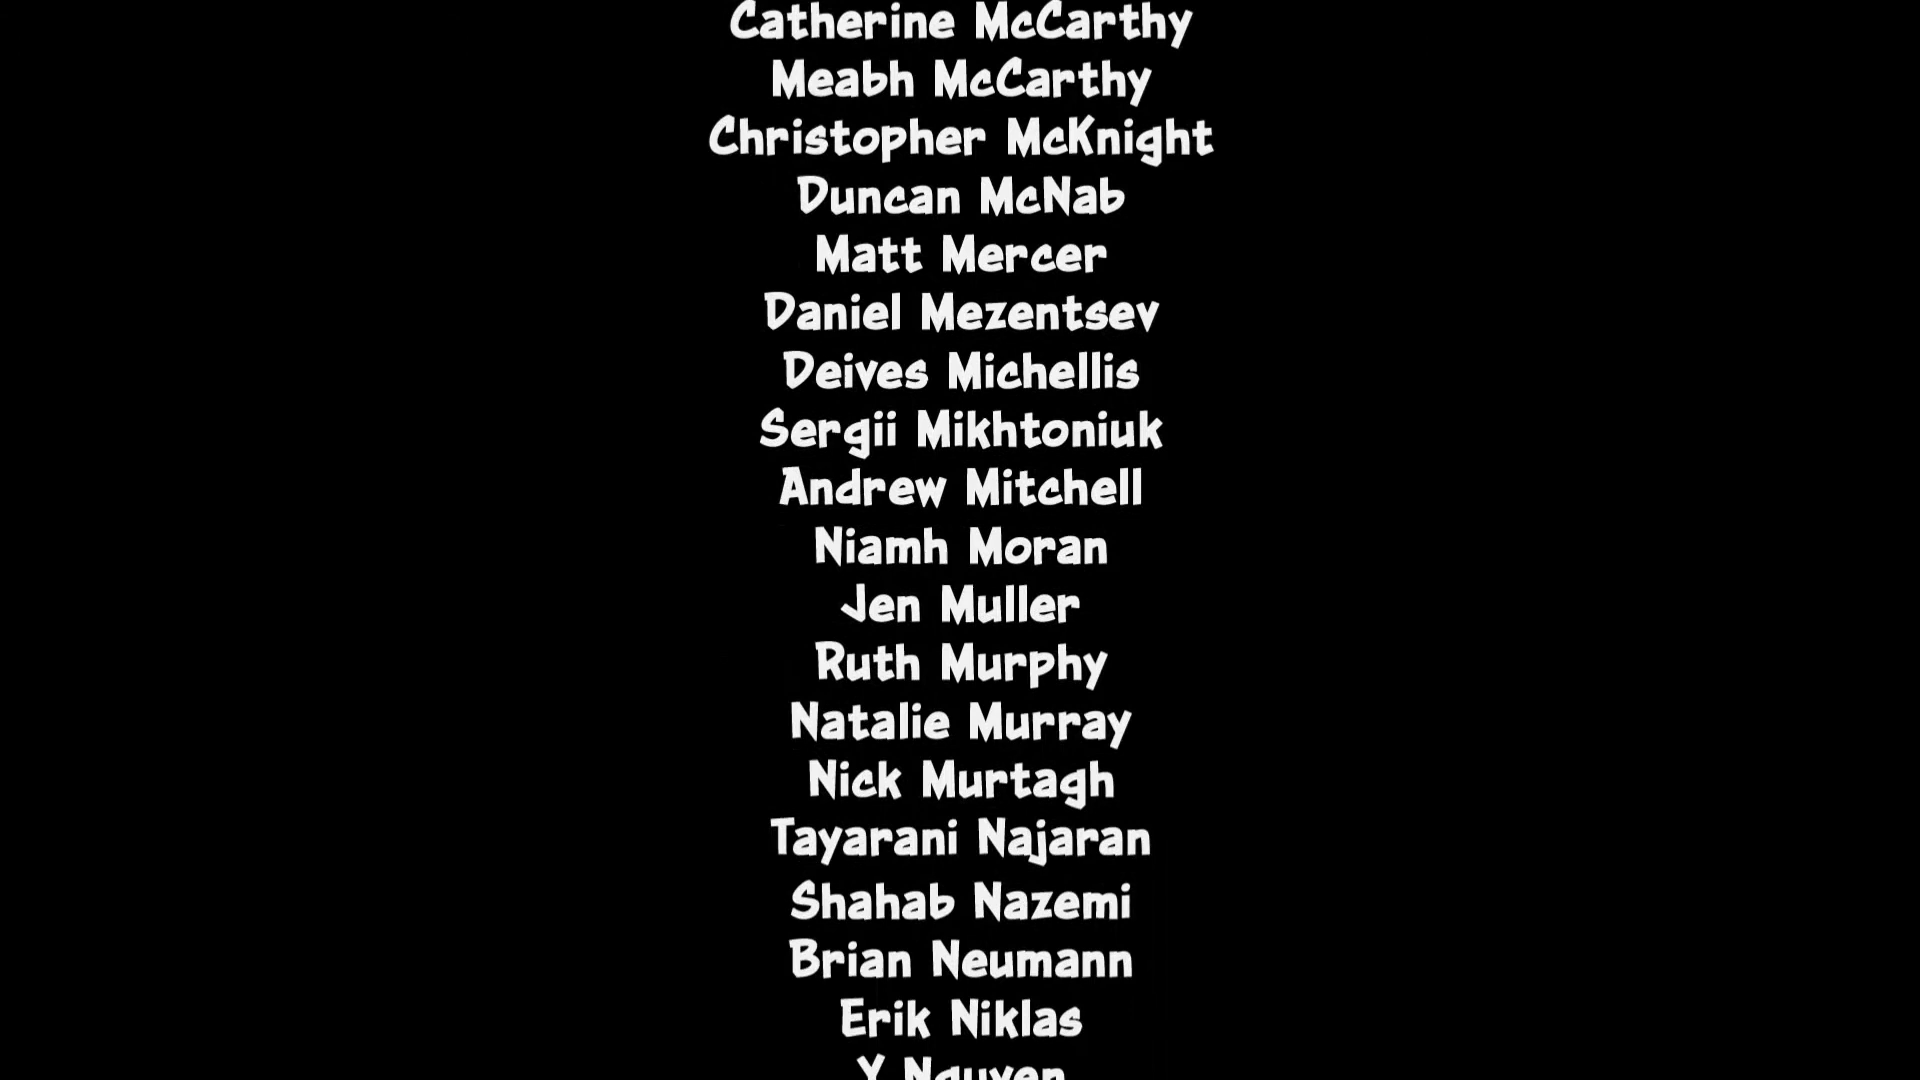 Catherine McCarthy
Meabh McCarthy
Christopher McKnight
Duncan McNab
Matt Mercer
Daniel Mezentsev
Deives Michellis
Sergii Mikhtoniuk
Andrew Mitchell
Niamh Moran
Jen Muller
Ruth Murphy
Natalie Murray
Nick Murtagh
Tayarani Najaran
Shahab Nazemi
Brian Neumann
Erik Niklas
Y Nguyen